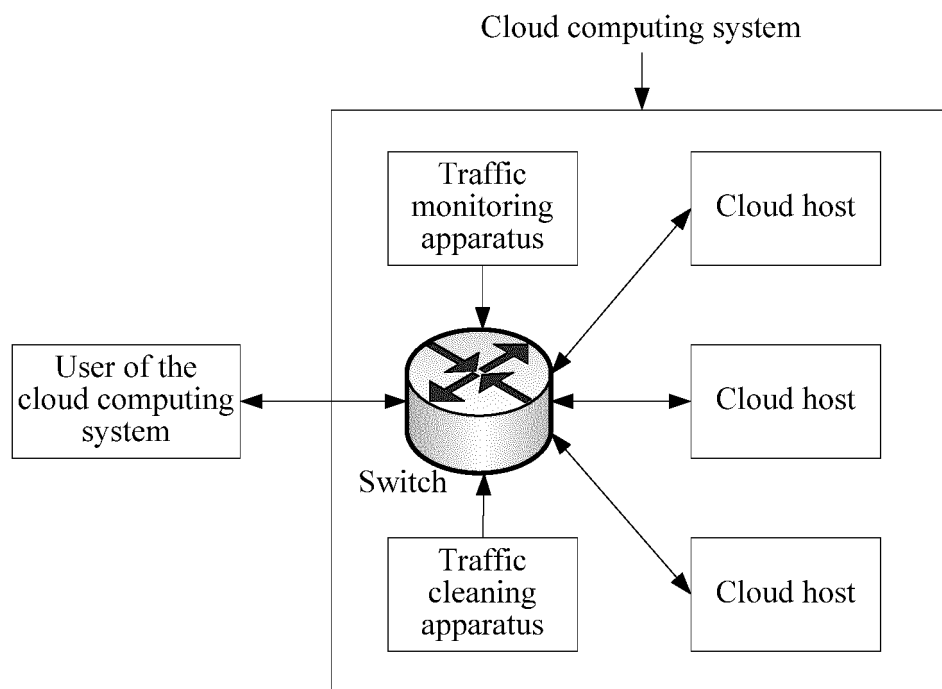 Cloud computing system
Traffic
monitoring
apparatus
Cloud host
User of the
cloud computing
system
Cloud host
Switch
Traffic
cleaning
apparatus
Cloud host